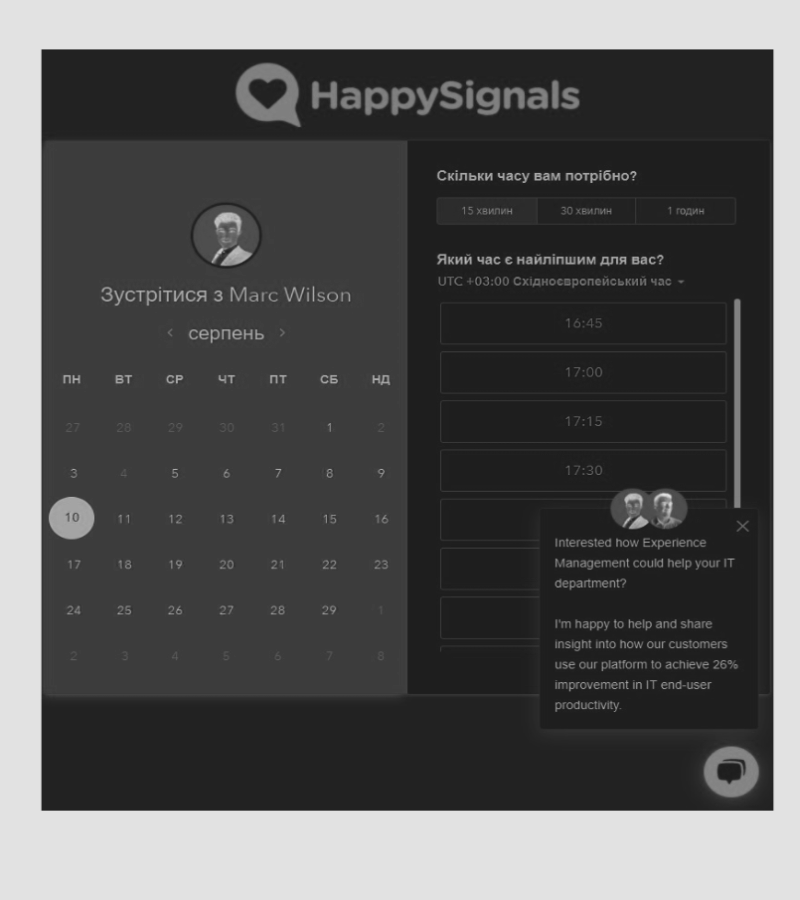 HappySignals
Зустрітися з Marc Wilson
серпень
ПН ВТ СР ЧТ ПТ СБ НД
27 28 29 30 31 1 2
3 4 5 6 7 8 9
10 11 12 13 14 15 16
17 18 19 20 21 22 23
24 25 26 27 28 29 1
2 3 4 5 6 7 8
Скільки часу вам потрібно?
15 хвилин 30 хвилин 1 годин
Який час є найліпшим для вас?
UTC +03:00 Східноєвропейський час
16:45
17:00
17:15
17:30
Interested how Experience
Management could help your IT
department?
I'm happy to help and share
insight into how our customers
use our platform to achieve 26%
improvement in IT end-user
productivity.